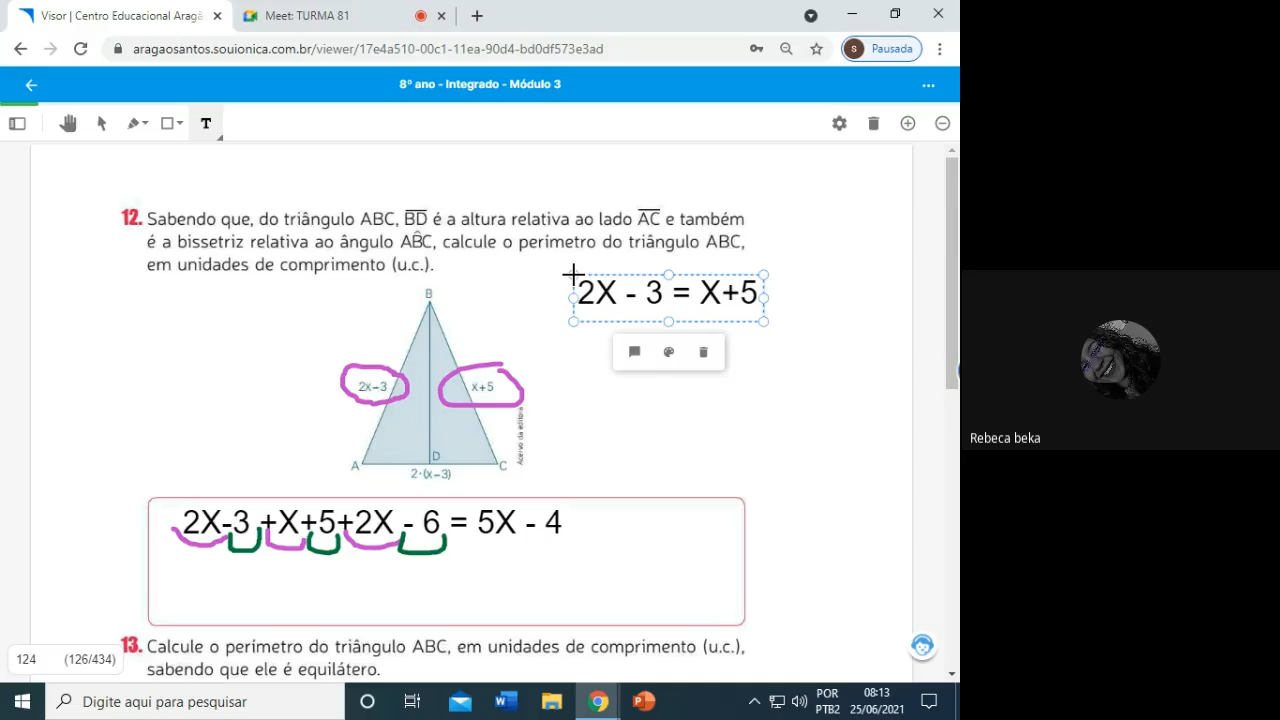 Visor | Centro Educacional Aragã
Meet: TURMA 81
aragaosantos.souionica.com.br/viewer/17e4a510-00c1-11ea-90d4-bd0df573e3ad
S
Pausada
8º ano - Integrado - Módulo 3
T
12. Sabendo que, do triângulo ABC, B̅D̅ é a altura relativa ao lado A̅C̅ e também
é a bissetriz relativa ao ângulo AB̂C, calcule o perímetro do triângulo ABC,
em unidades de comprimento (u.c.).
2X - 3 = X+5
B
2x–3
x+5
A
D
C
2·(x–3)
Acervo da editora
2X-3 +X+5+2X - 6 = 5X - 4
Rebeca beka
13. Calcule o perímetro do triângulo ABC, em unidades de comprimento (u.c.),
sabendo que ele é equilátero.
124 (126/434)
Digite aqui para pesquisar
POR
PTB2
08:13
25/06/2021